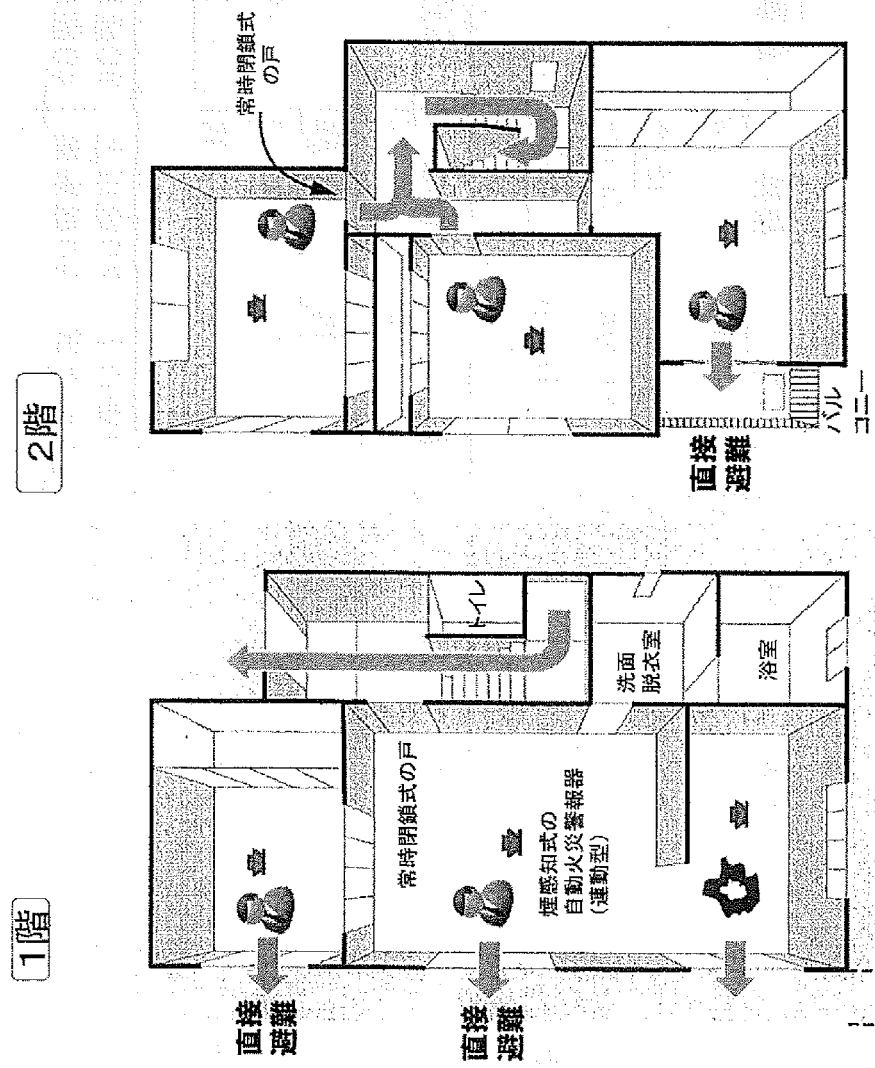 1階
直接
避難
直接
避難
常時閉鎖式の戸
煙感知式の
自動火災警報器
(連動型)
トイレ
洗面
脱衣室
浴室
2階
常時閉鎖式
の戸
直接
避難
バル
コニー